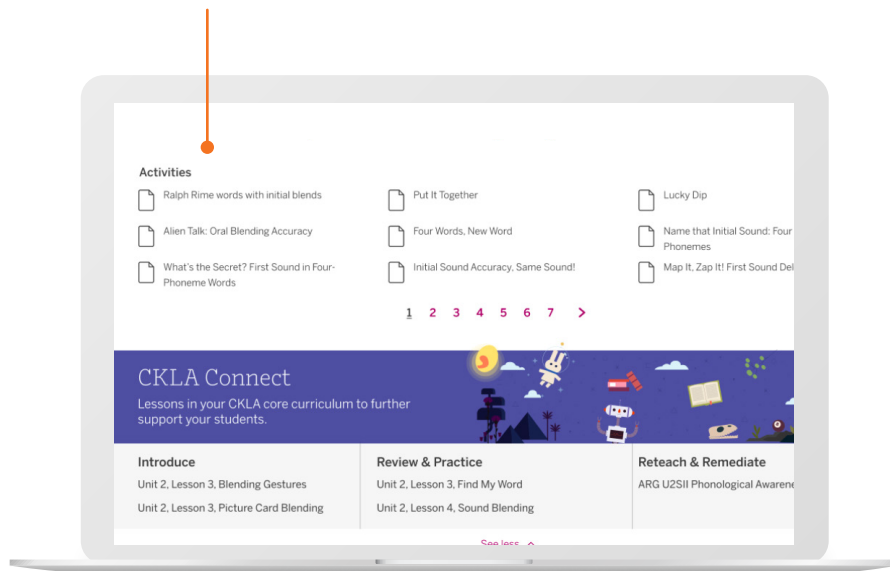 Activities
Ralph Rime words with initial blends
Put It Together
Lucky Dip
Alien Talk: Oral Blending Accuracy
Four Words, New Word
Name that Initial Sound: Four
Phonemes
What's the Secret? First Sound in Four-
Phoneme Words
Initial Sound Accuracy, Same Sound!
Map It, Zap It! First Sound Del
1 2 3 4 5 6 7 >
CKLA Connect
Lessons in your CKLA core curriculum to further
support your students.
Introduce
Unit 2, Lesson 3, Blending Gestures
Unit 2, Lesson 3, Picture Card Blending
Review & Practice
Unit 2, Lesson 3, Find My Word
Unit 2, Lesson 4, Sound Blending
Reteach & Remediate
ARG U2SII Phonological Awarene
See less